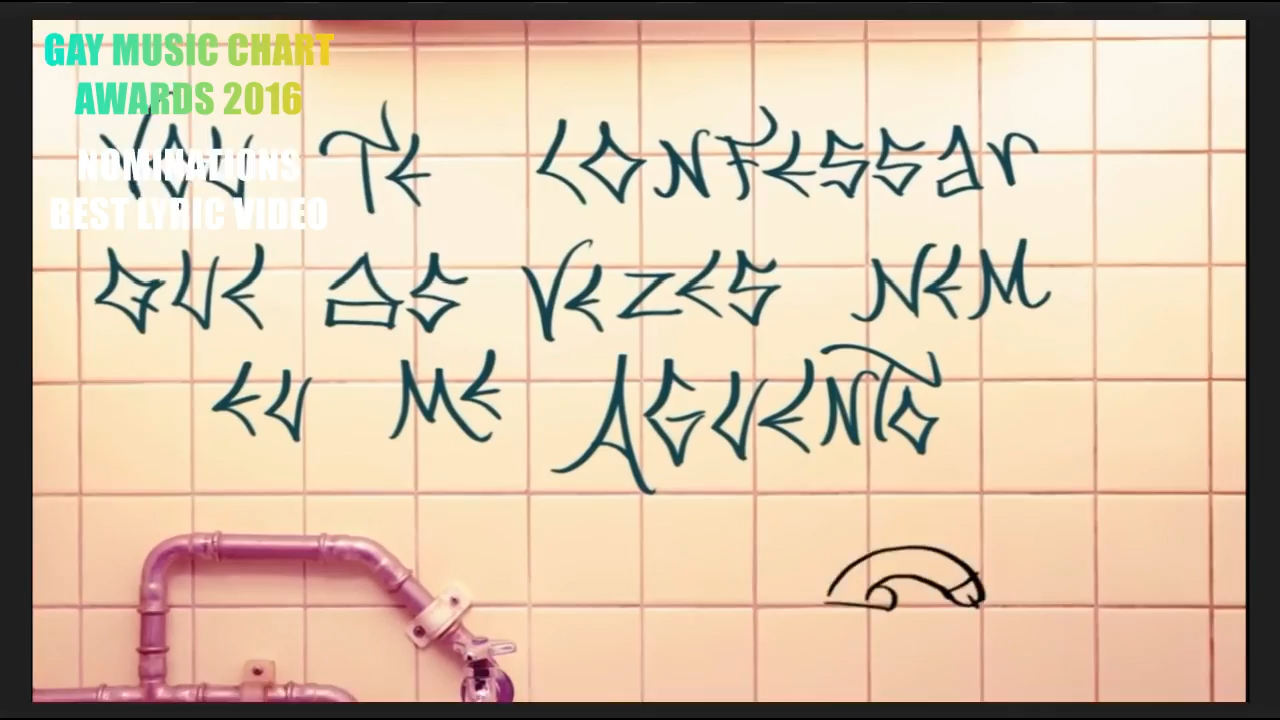 GAY MUSIC CHART
AWARDS 2016
NOMINATIONS
BEST LYRIC VIDEO
VOU TE CONFESSAR
QUE AS VEZES NEM
EU ME AGUENTO